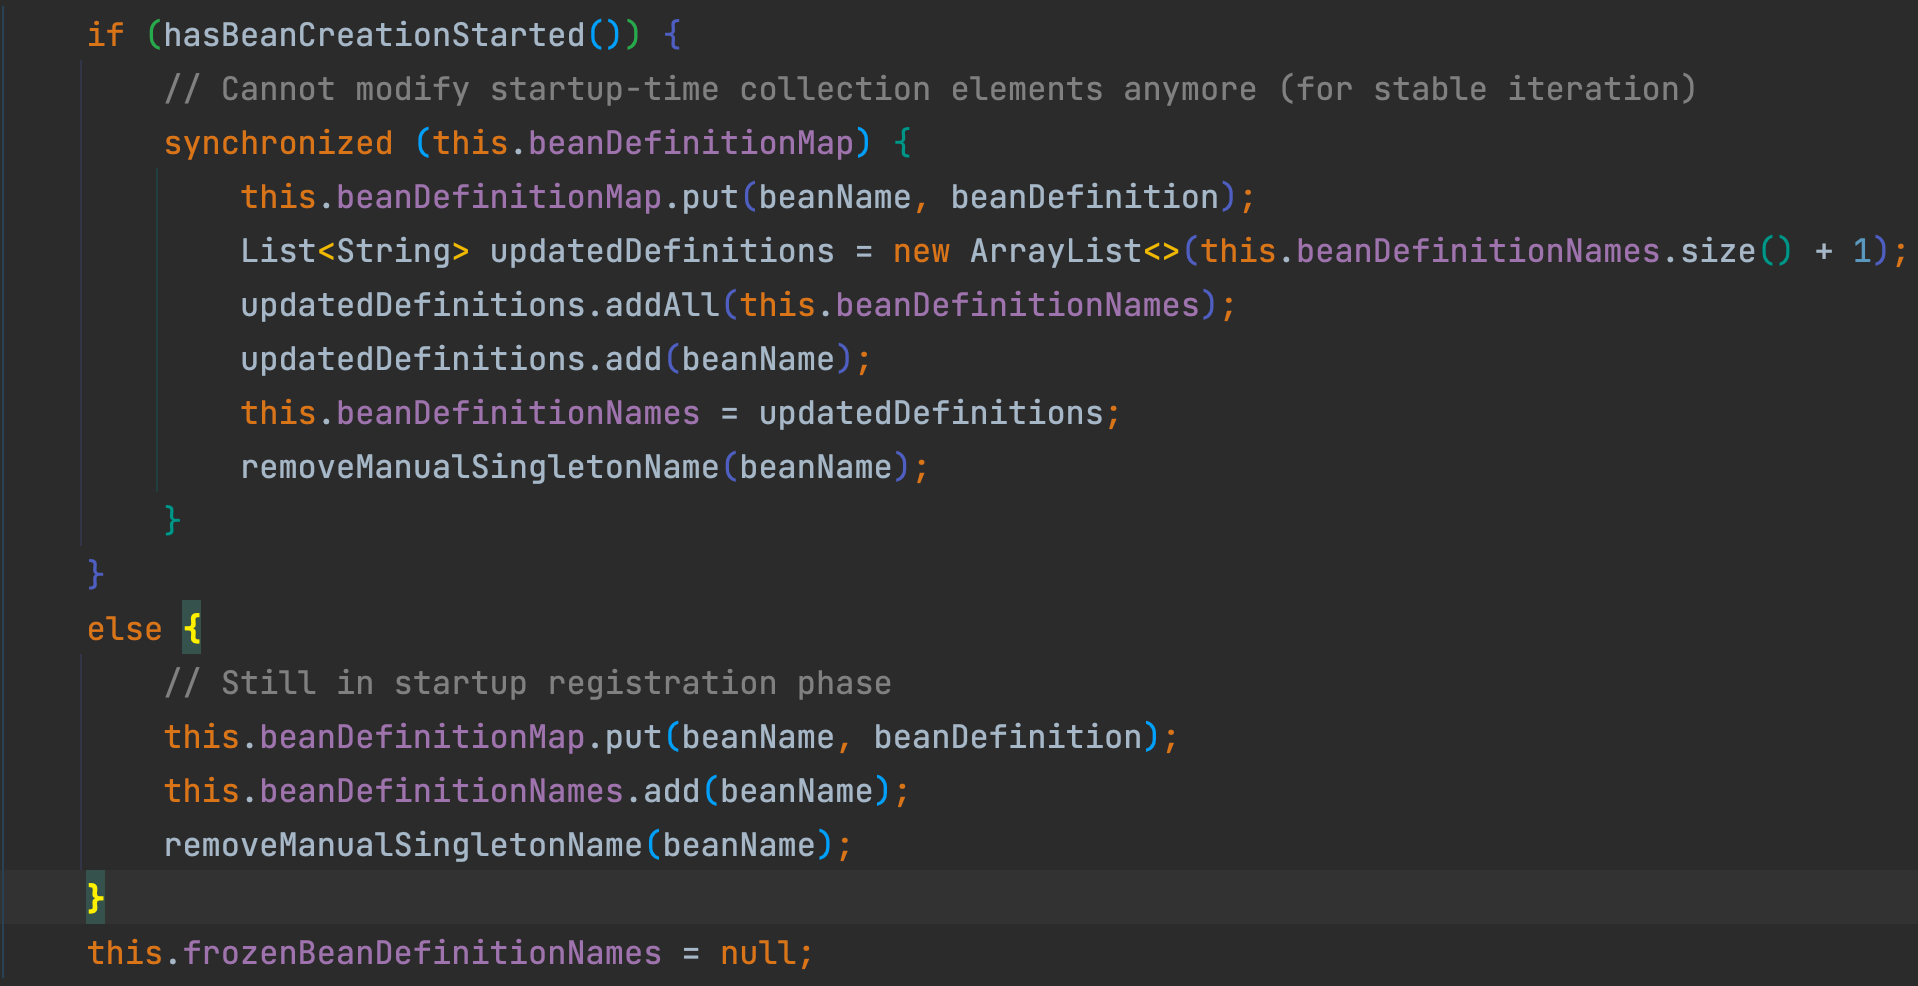 if (hasBeanCreationStarted()) {
// Cannot modify startup-time collection elements anymore (for stable iteration)
synchronized (this.beanDefinitionMap) {
this.beanDefinitionMap.put(beanName, beanDefinition);
List<String> updatedDefinitions = new ArrayList<>(this.beanDefinitionNames.size() + 1);
updatedDefinitions.addAll(this.beanDefinitionNames);
updatedDefinitions.add(beanName);
this.beanDefinitionNames = updatedDefinitions;
removeManualSingletonName(beanName);
}
}
else {
// Still in startup registration phase
this.beanDefinitionMap.put(beanName, beanDefinition);
this.beanDefinitionNames.add(beanName);
removeManualSingletonName(beanName);
}
this.frozenBeanDefinitionNames = null;